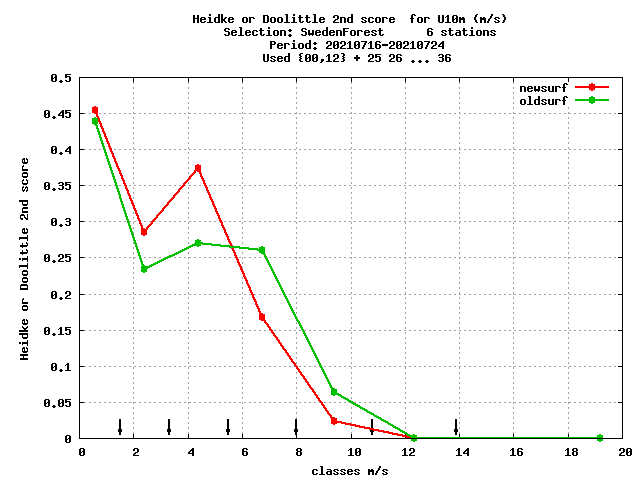 Heidke or Doolittle 2nd score  for U10m (m/s)
Selection: SwedenForest      6 stations
Period: 20210716-20210724
Used {00,12} + 25 26 ... 36
newsurf
oldsurf
Heidke or Doolittle 2nd score
0.5
0.45
0.4
0.35
0.3
0.25
0.2
0.15
0.1
0.05
0
0 2 4 6 8 10 12 14 16 18 20
classes m/s